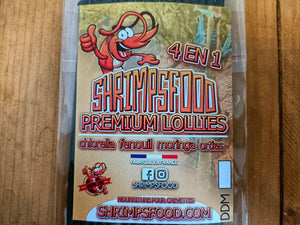 4 EN 1
SHRIMPSFOOD
PREMIUM LOLLIES
chlorella fenouil moringa orties
FABRIQUÉ EN FRANCE
SHRIMPSFOOD
NOURRITURE POUR CREVETTES
SHRIMPSFOOD.COM
DDM